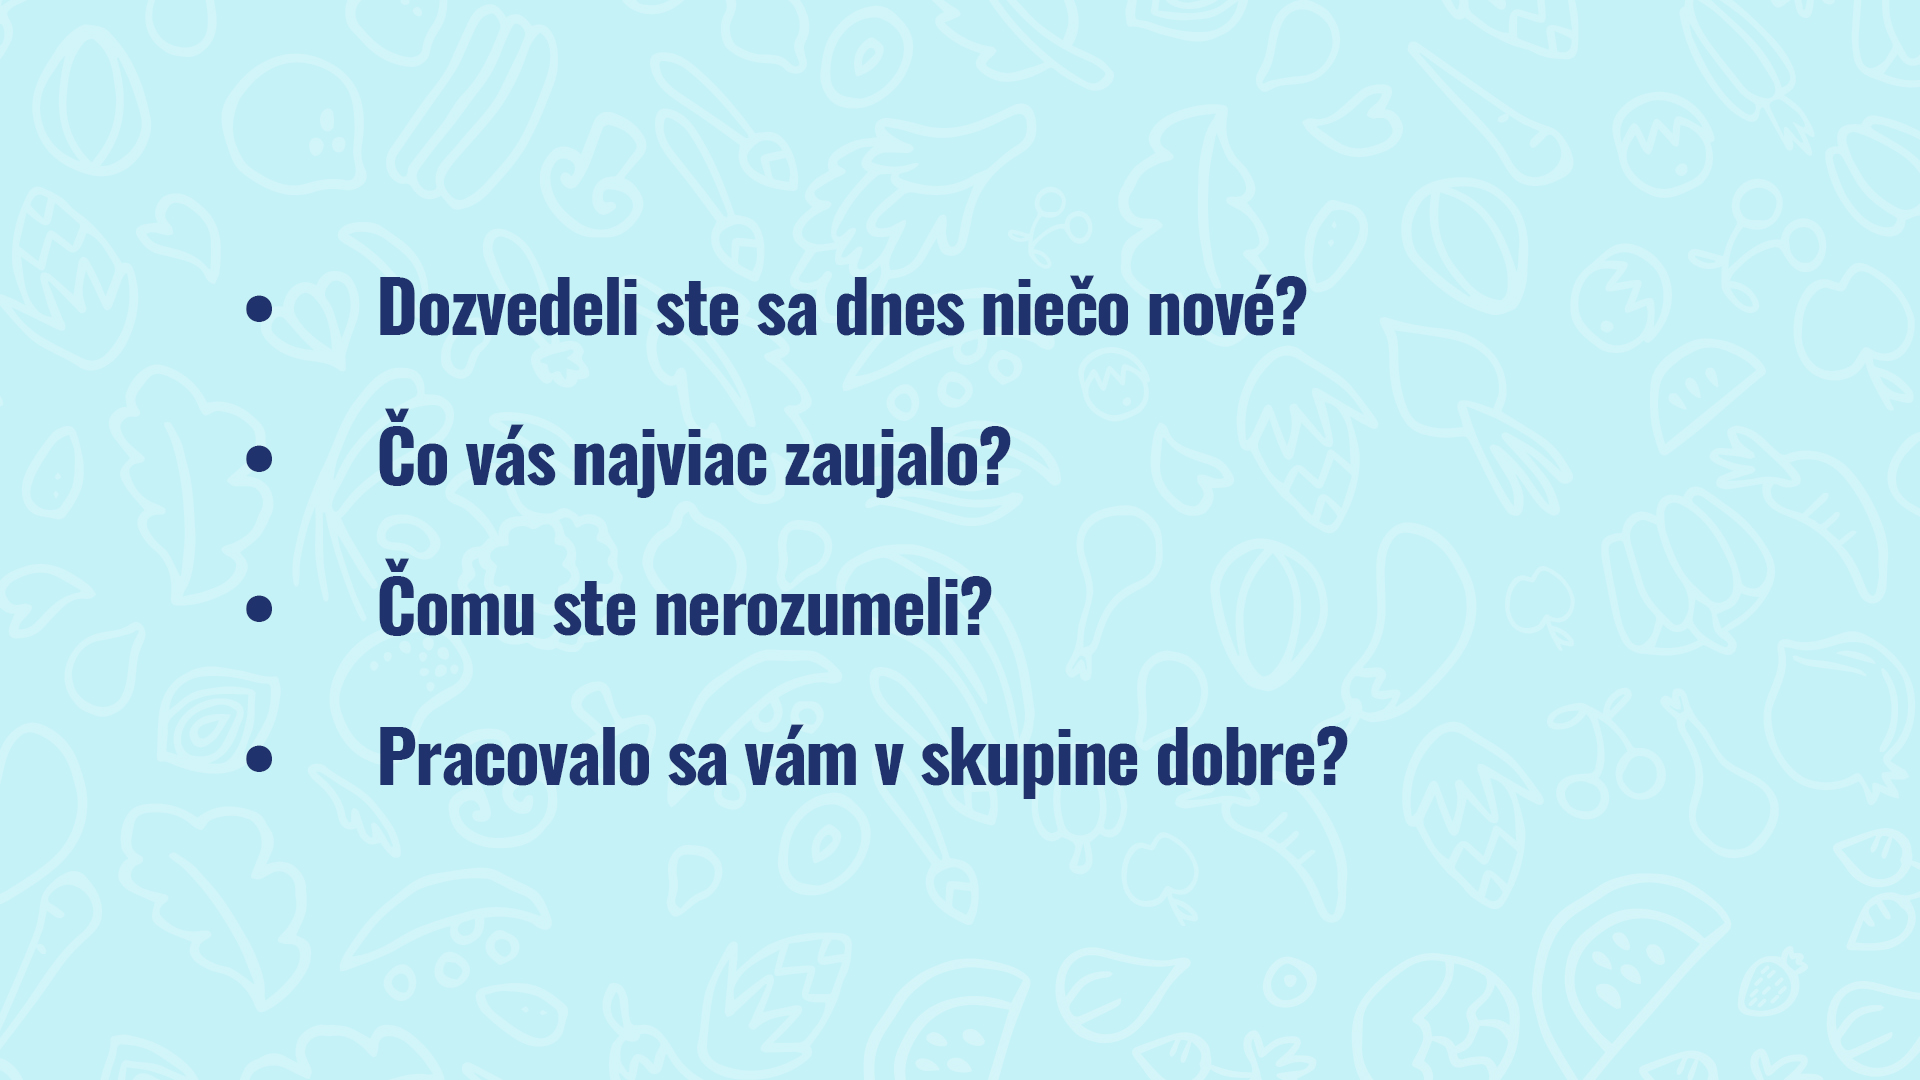 • Dozvedeli ste sa dnes niečo nové?
• Čo vás najviac zaujalo?
• Čomu ste nerozumeli?
• Pracovalo sa vám v skupine dobre?